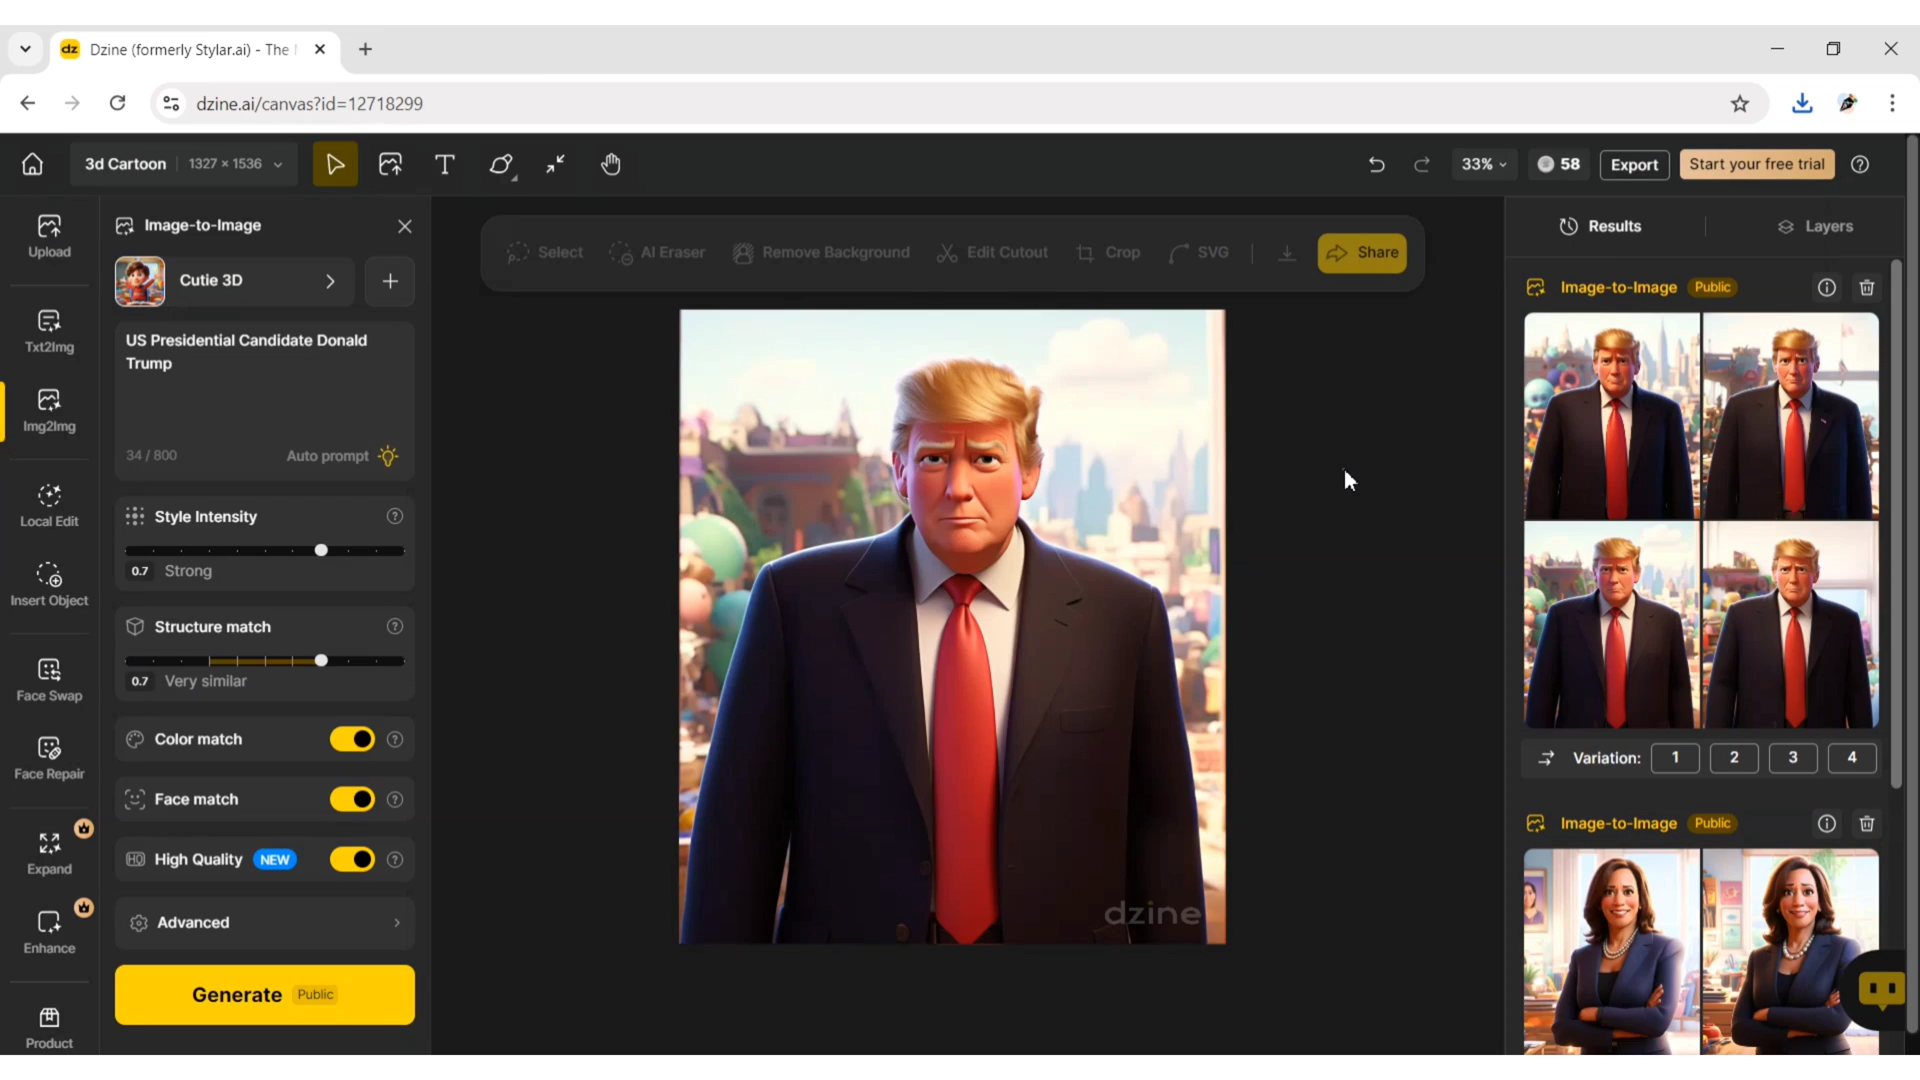 dz Dzine (formerly Stylar.ai) - The
dzine.ai/canvas?id=12718299
3d Cartoon 1327 × 1536
T
33%
58
Export
Start your free trial
Upload
Txt2Img
Img2Img
Local Edit
Insert Object
Face Swap
Face Repair
Expand
Enhance
Product
Image-to-Image
Cutie 3D
US Presidential Candidate Donald
Trump
34 / 800 Auto prompt
Style Intensity
0.7 Strong
Structure match
0.7 Very similar
Color match
Face match
HQ High Quality NEW
Advanced
Generate Public
Select AI Eraser Remove Background Edit Cutout Crop SVG Share
dzine
Results Layers
Image-to-Image Public
Variation: 1 2 3 4
Image-to-Image Public